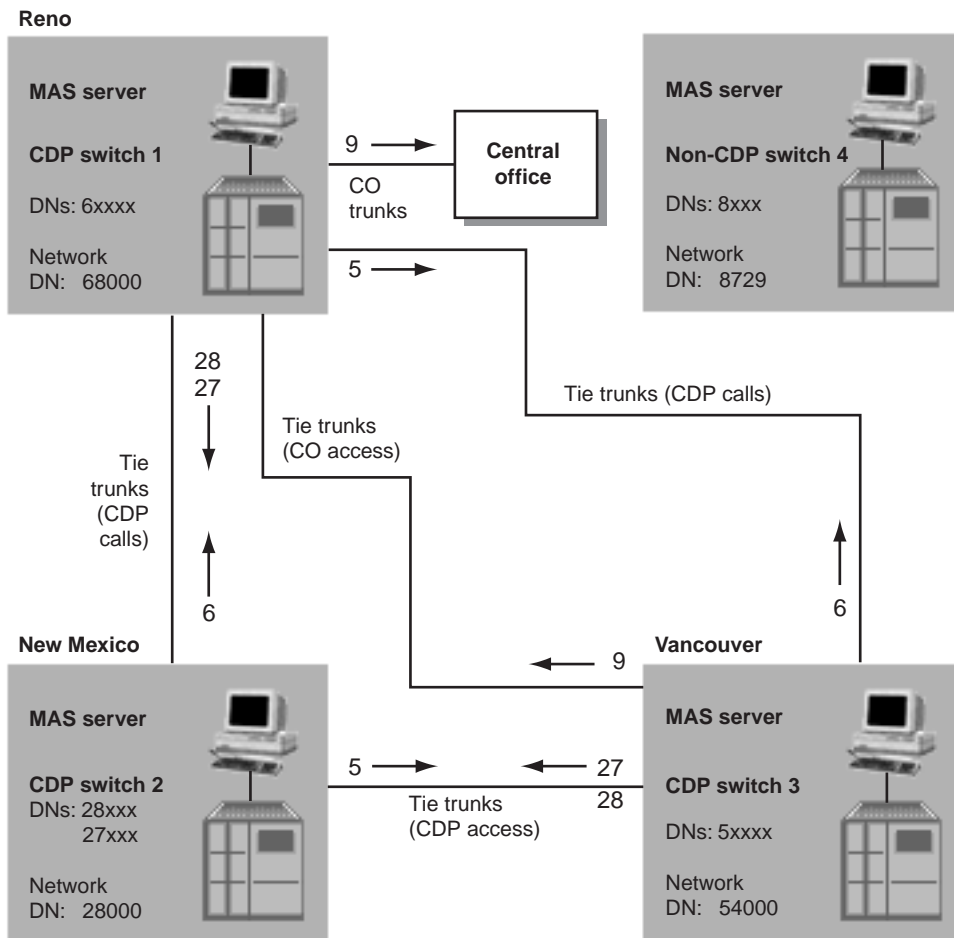 Reno
MAS server
CDP switch 1
DNs: 6xxxx
Network
DN: 68000
9
CO
trunks
Central
office
5
MAS server
Non-CDP switch 4
DNs: 8xxx
Network
DN: 8729
28
27
Tie
trunks
(CDP
calls)
6
Tie trunks
(CO access)
Tie trunks (CDP calls)
6
New Mexico
MAS server
CDP switch 2
DNs: 28xxx
27xxx
Network
DN: 28000
9
5
27
28
Tie trunks
(CDP access)
Vancouver
MAS server
CDP switch 3
DNs: 5xxxx
Network
DN: 54000